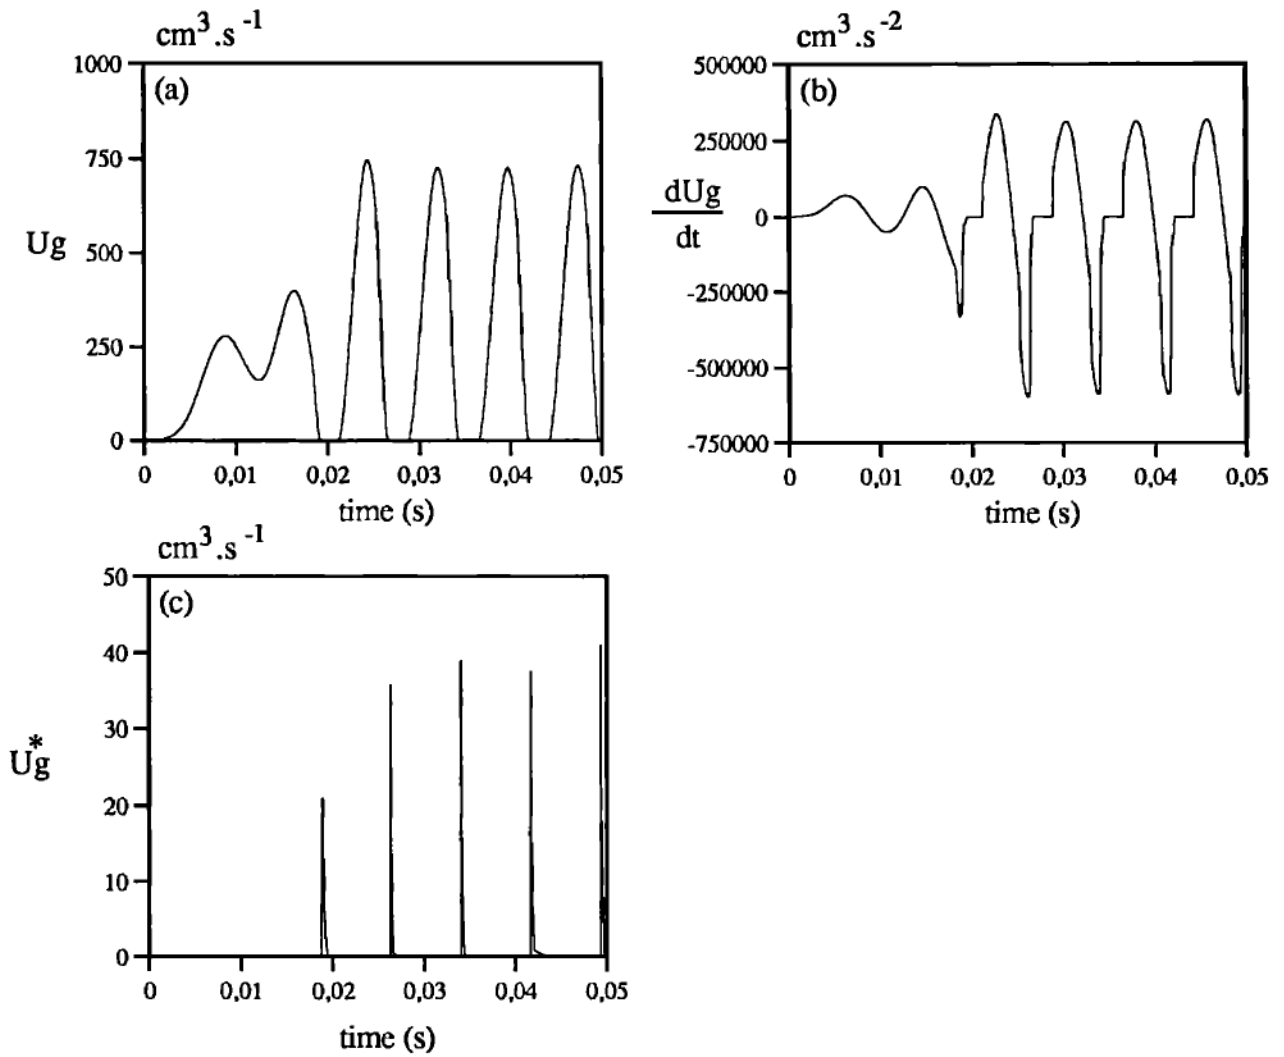 cm³.s⁻¹
(a)
1000
750
Ug
500
250
0
0 0,01 0,02 0,03 0,04 0,05
time (s)
cm³.s⁻²
(b)
500000
250000
dUg
dt
0
-250000
-500000
-750000
0 0,01 0,02 0,03 0,04 0,05
time (s)
cm³.s⁻¹
(c)
50
40
30
Ug*
20
10
0
0 0,01 0,02 0,03 0,04 0,05
time (s)